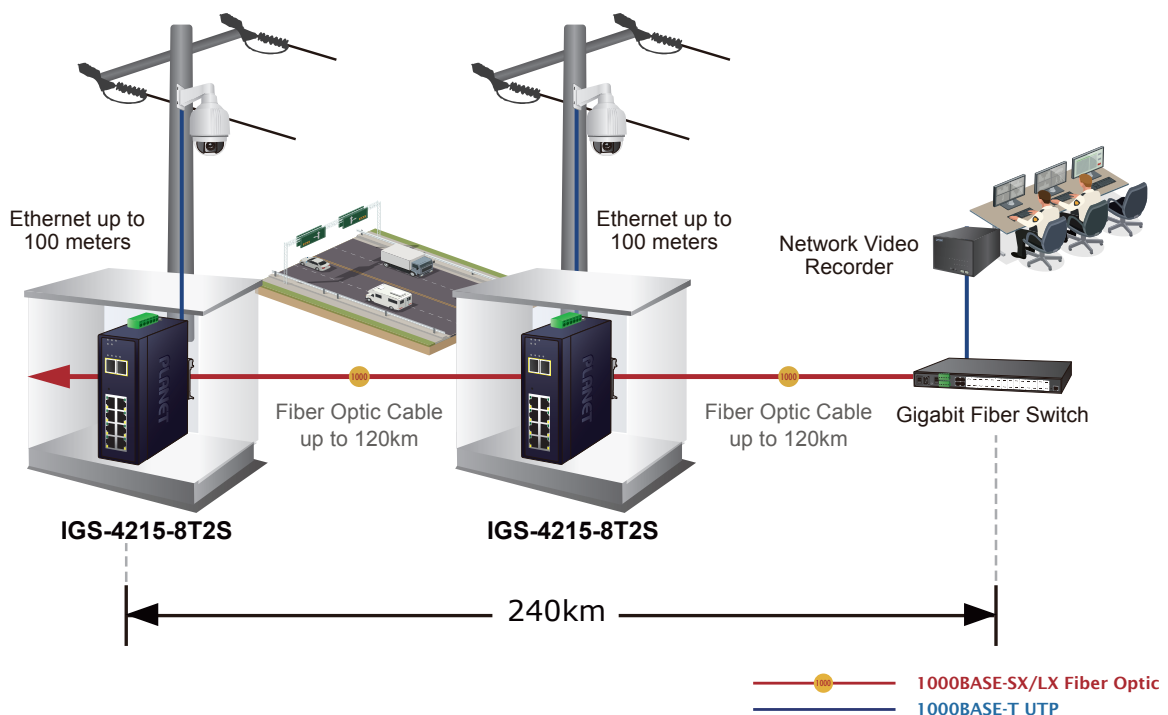 Ethernet up to
100 meters
Ethernet up to
100 meters
Network Video
Recorder
PLANET
PLANET
1000
1000
Fiber Optic Cable
up to 120km
Fiber Optic Cable
up to 120km
Gigabit Fiber Switch
IGS-4215-8T2S
IGS-4215-8T2S
240km
1000
1000BASE-SX/LX Fiber Optic
1000BASE-T UTP